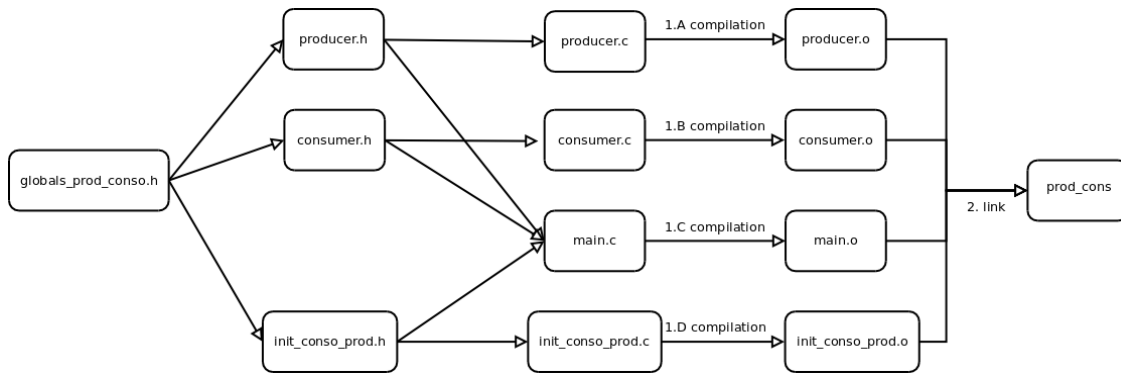 producer.h
producer.c
1.A compilation
producer.o
consumer.h
consumer.c
1.B compilation
consumer.o
globals_prod_conso.h
prod_cons
2. link
main.c
1.C compilation
main.o
init_conso_prod.h
init_conso_prod.c
1.D compilation
init_conso_prod.o